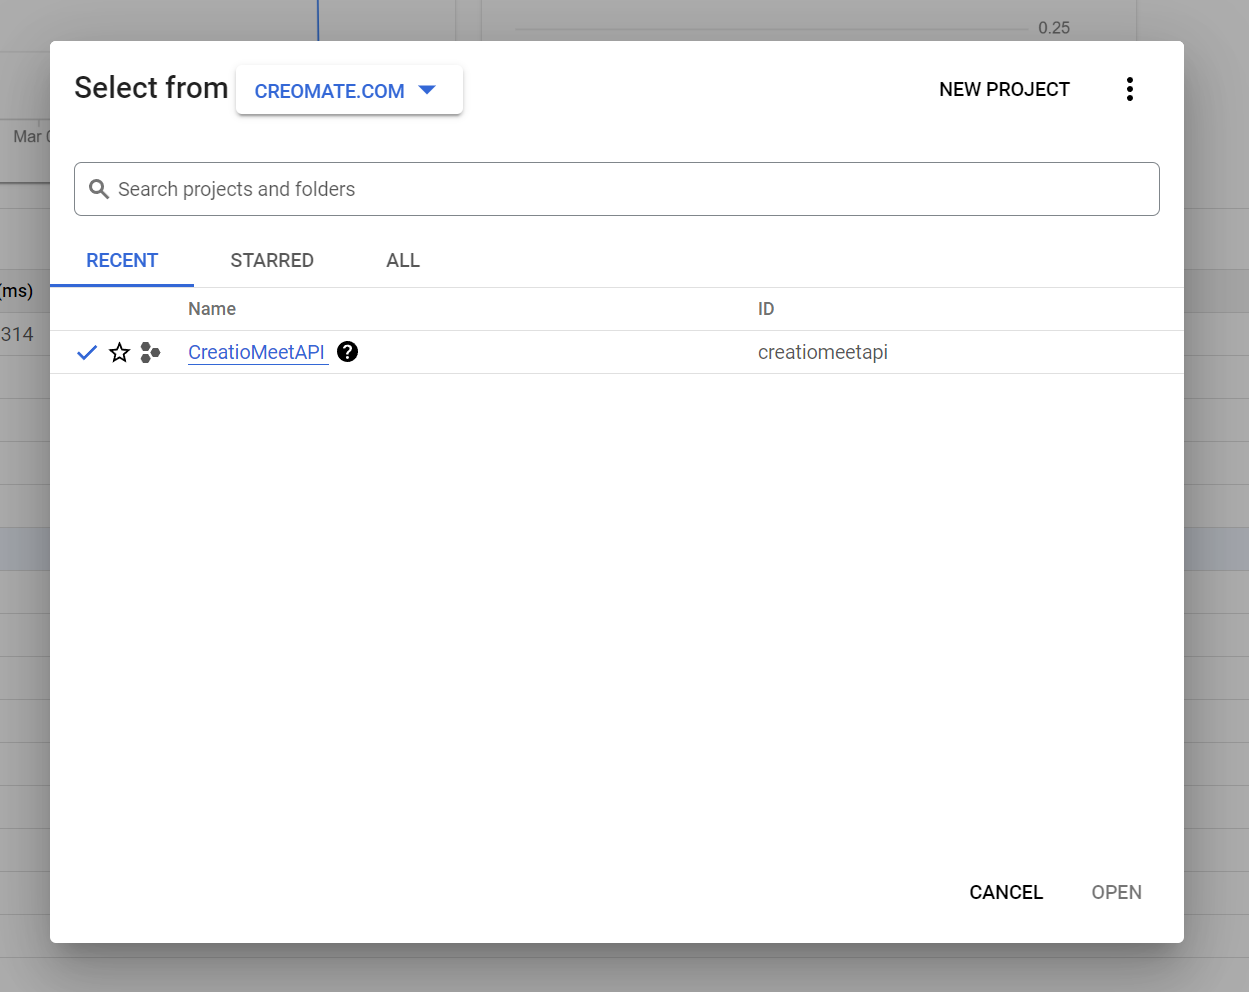 0.25
Select from CREOMATE.COM NEW PROJECT
Mar
Search projects and folders
RECENT STARRED ALL
(ms)
Name ID
314
CreatioMeetAPI creatiomeetapi
CANCEL OPEN